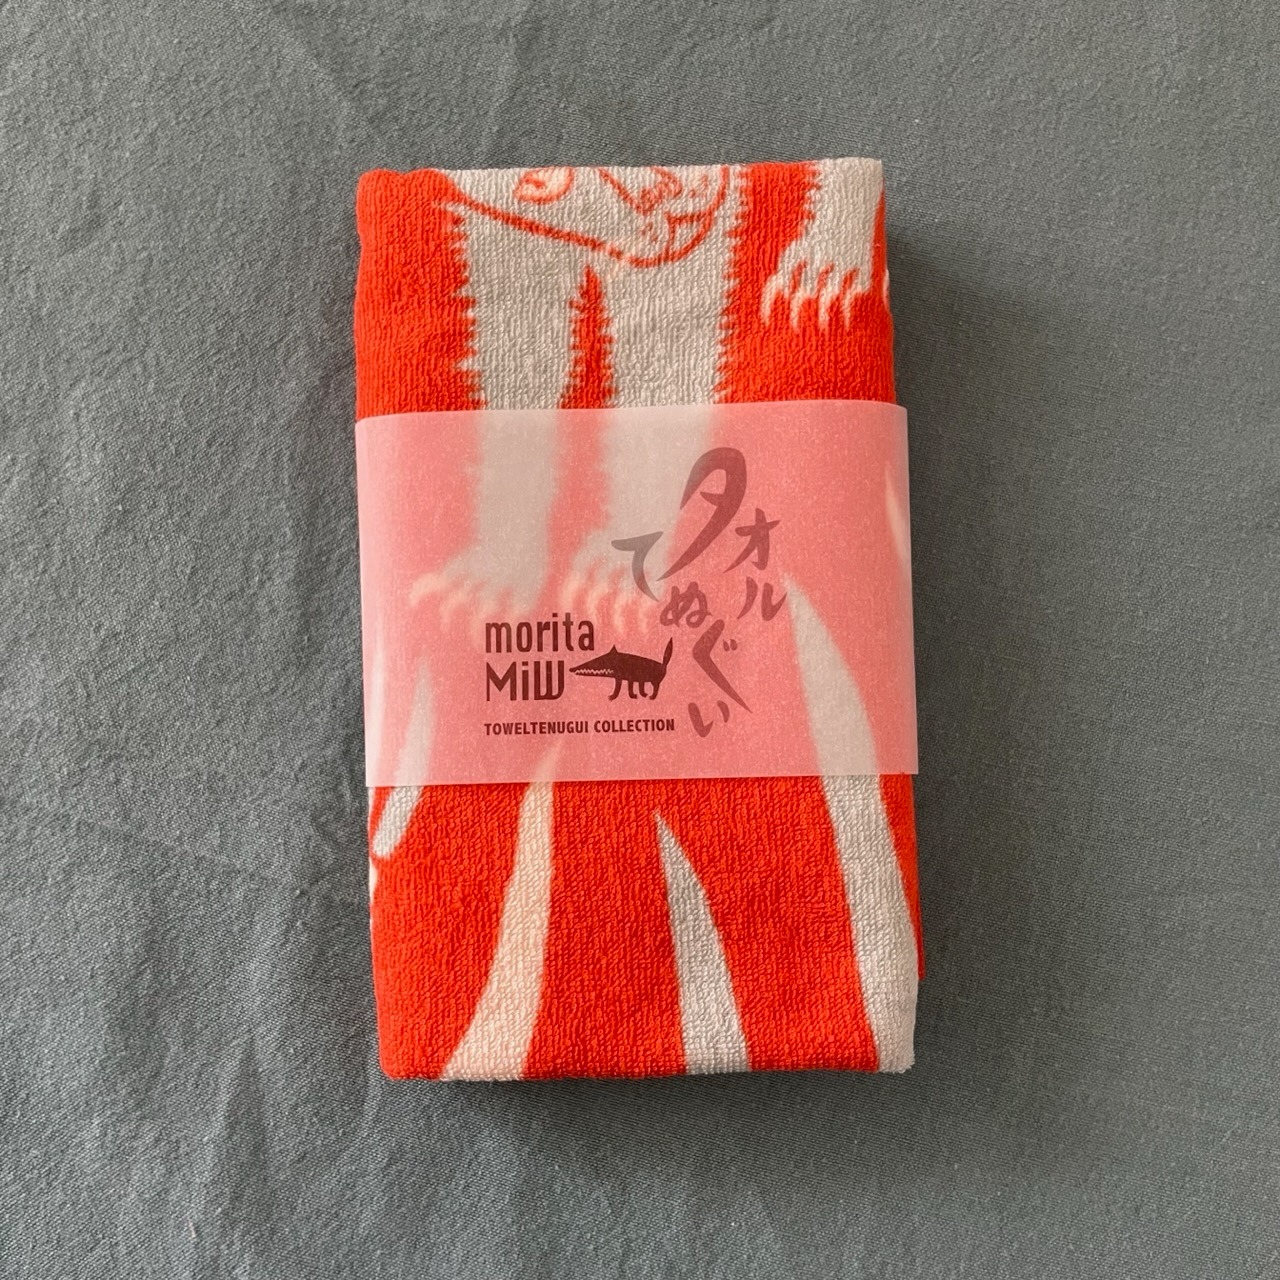 タオル
てぬぐい
morita
MiW
TOWELTENUGUI COLLECTION